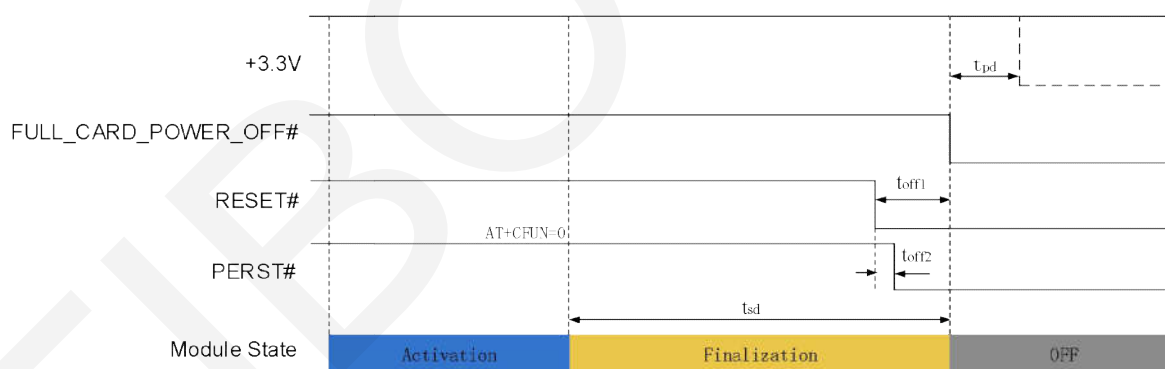 +3.3V
tpd
FULL_CARD_POWER_OFF#
toff1
RESET#
AT+CFUN=0
toff2
PERST#
tsd
Module State
Activation
Finalization
OFF